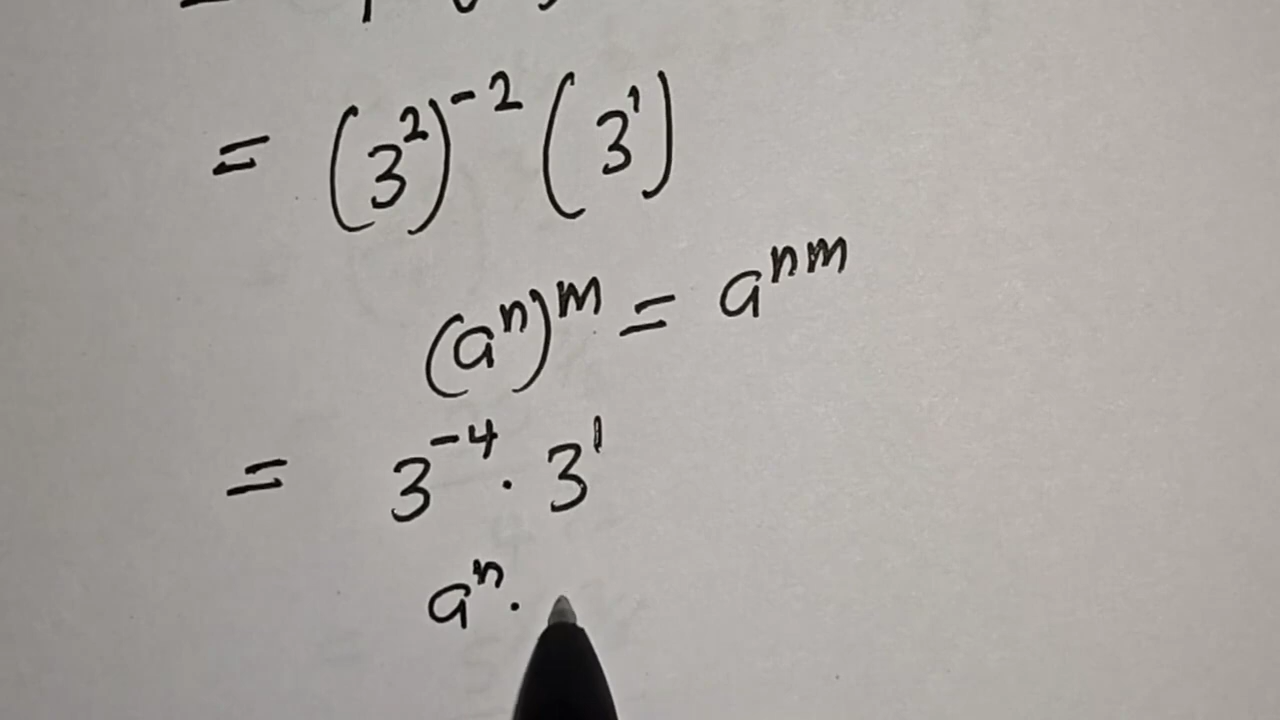 = (3²)⁻² (3¹)
(aⁿ)ᵐ = aⁿᵐ
= 3⁻⁴ · 3¹
aⁿ ·